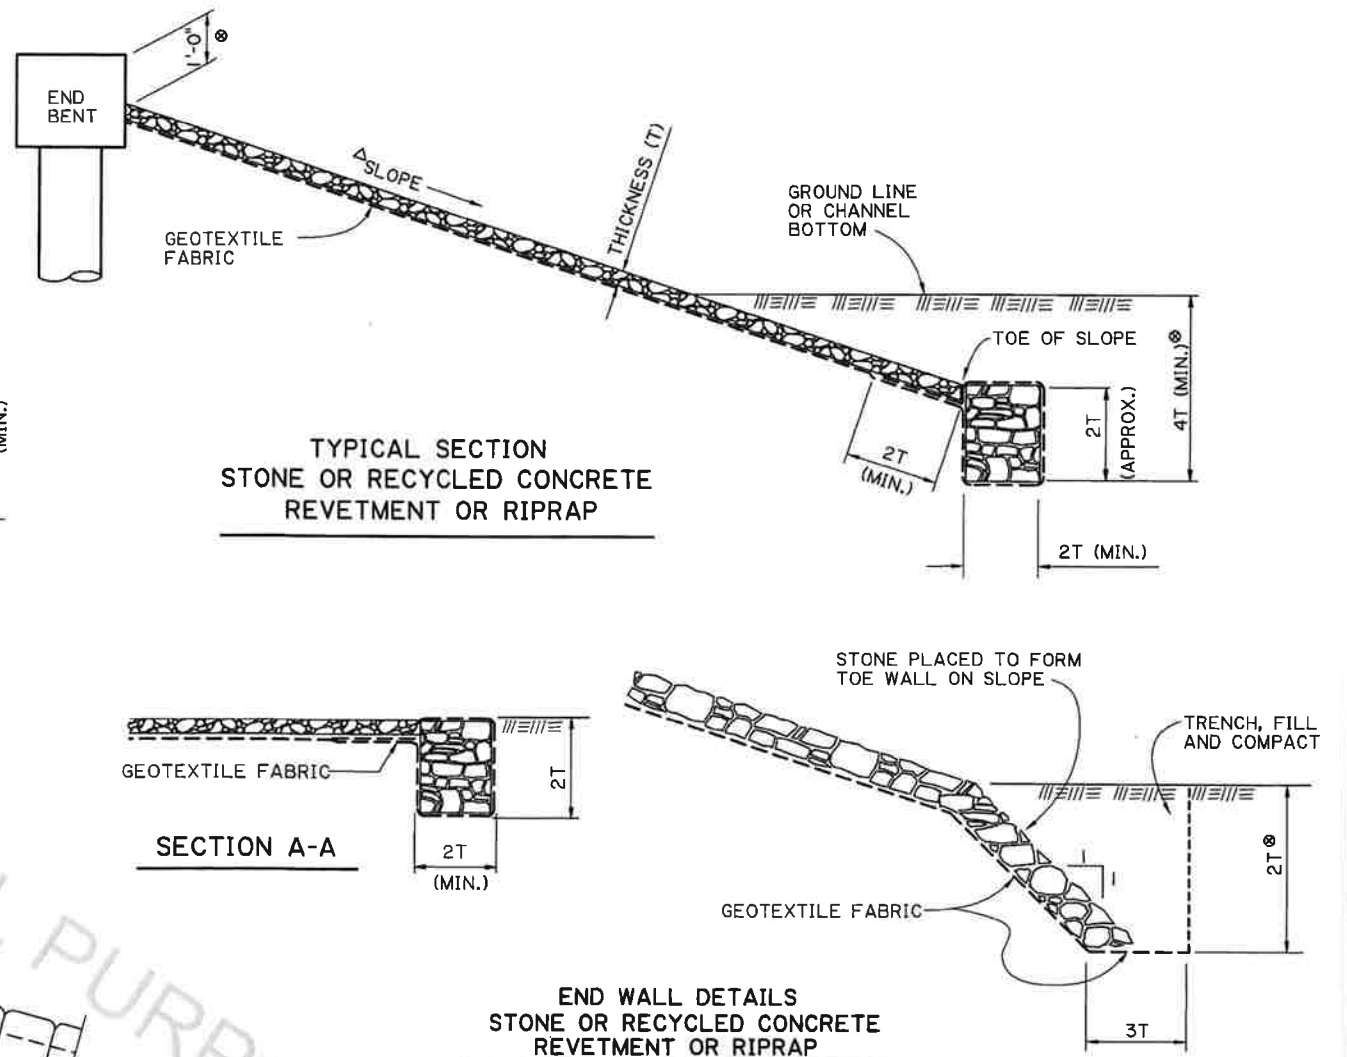 1'-0" ⊗
END
BENT
Δ SLOPE
THICKNESS (T)
GEOTEXTILE
FABRIC
GROUND LINE
OR CHANNEL
BOTTOM
TOE OF SLOPE
4T (MIN.)⊗
2T
(APPROX.)
2T
(MIN.)
2T (MIN.)
(MIN.)
TYPICAL SECTION
STONE OR RECYCLED CONCRETE
REVETMENT OR RIPRAP
GEOTEXTILE FABRIC
2T
2T
(MIN.)
SECTION A-A
STONE PLACED TO FORM
TOE WALL ON SLOPE
TRENCH, FILL
AND COMPACT
1
1
2T⊗
GEOTEXTILE FABRIC
3T
END WALL DETAILS
STONE OR RECYCLED CONCRETE
REVETMENT OR RIPRAP